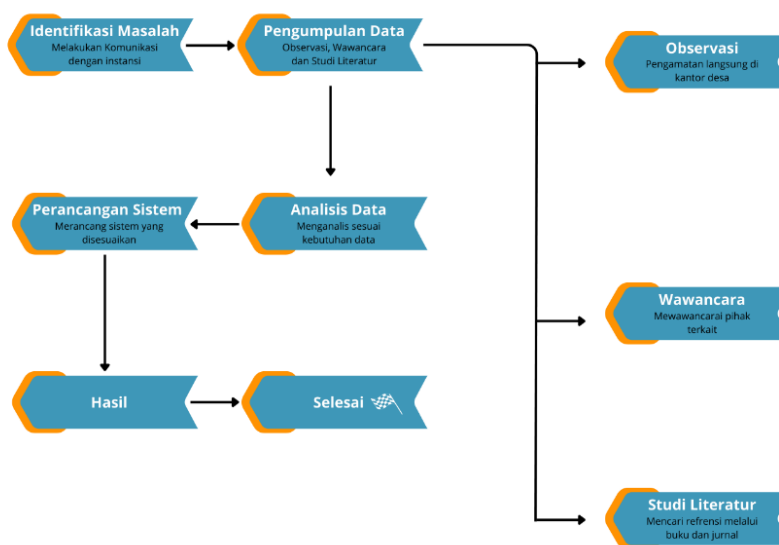 Identifikasi Masalah
Melakukan Komunikasi
dengan instansi
Pengumpulan Data
Observasi, Wawancara
dan Studi Literatur
Observasi
Pengamatan langsung di
kantor desa
Perancangan Sistem
Merancang sistem yang
disesuaikan
Analisis Data
Menganalis sesuai
kebutuhan data
Wawancara
Mewawancarai pihak
terkait
Hasil
Selesai
Studi Literatur
Mencari refrensi melalui
buku dan jurnal